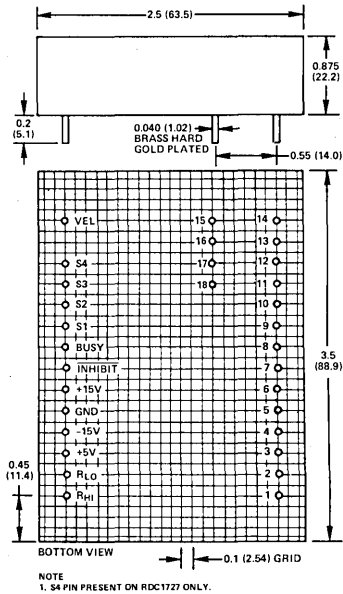 2.5 (63.5)
0.875
(22.2)
0.2
(5.1)
0.040 (1.02)
BRASS HARD
GOLD PLATED
0.55 (14.0)
VEL 15 14
16 13
S4 17 12
S3 18 11
S2 10
S1 9
BUSY 8
INHIBIT 7
+15V 6
GND 5
-15V 4
+5V 3
RLO 2
RHI 1
3.5
(88.9)
0.45
(11.4)
BOTTOM VIEW
0.1 (2.54) GRID
NOTE
1. S4 PIN PRESENT ON RDC1727 ONLY.